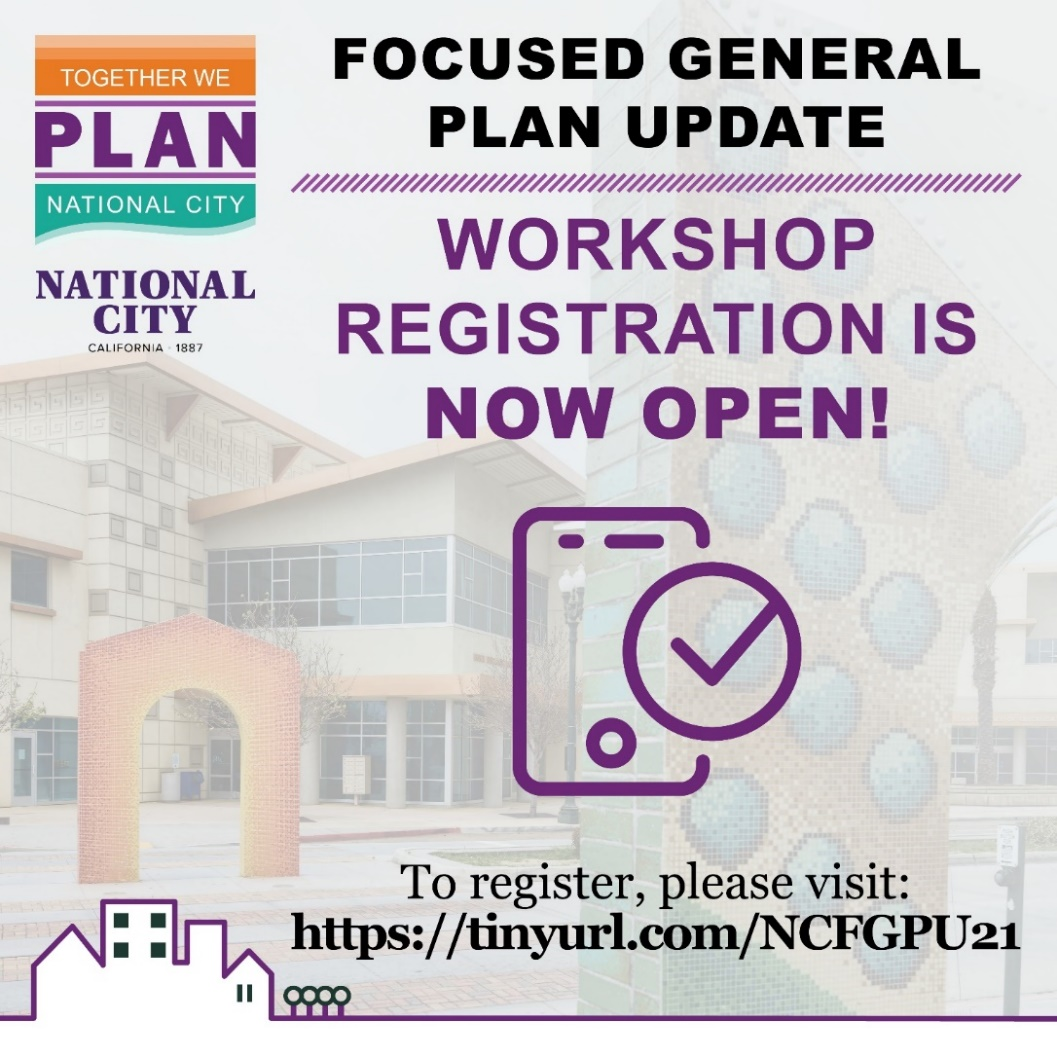 TOGETHER WE
PLAN
NATIONAL CITY
NATIONAL
CITY
CALIFORNIA - 1887
FOCUSED GENERAL
PLAN UPDATE
WORKSHOP
REGISTRATION IS
NOW OPEN!
To register, please visit:
https://tinyurl.com/NCFGPU21